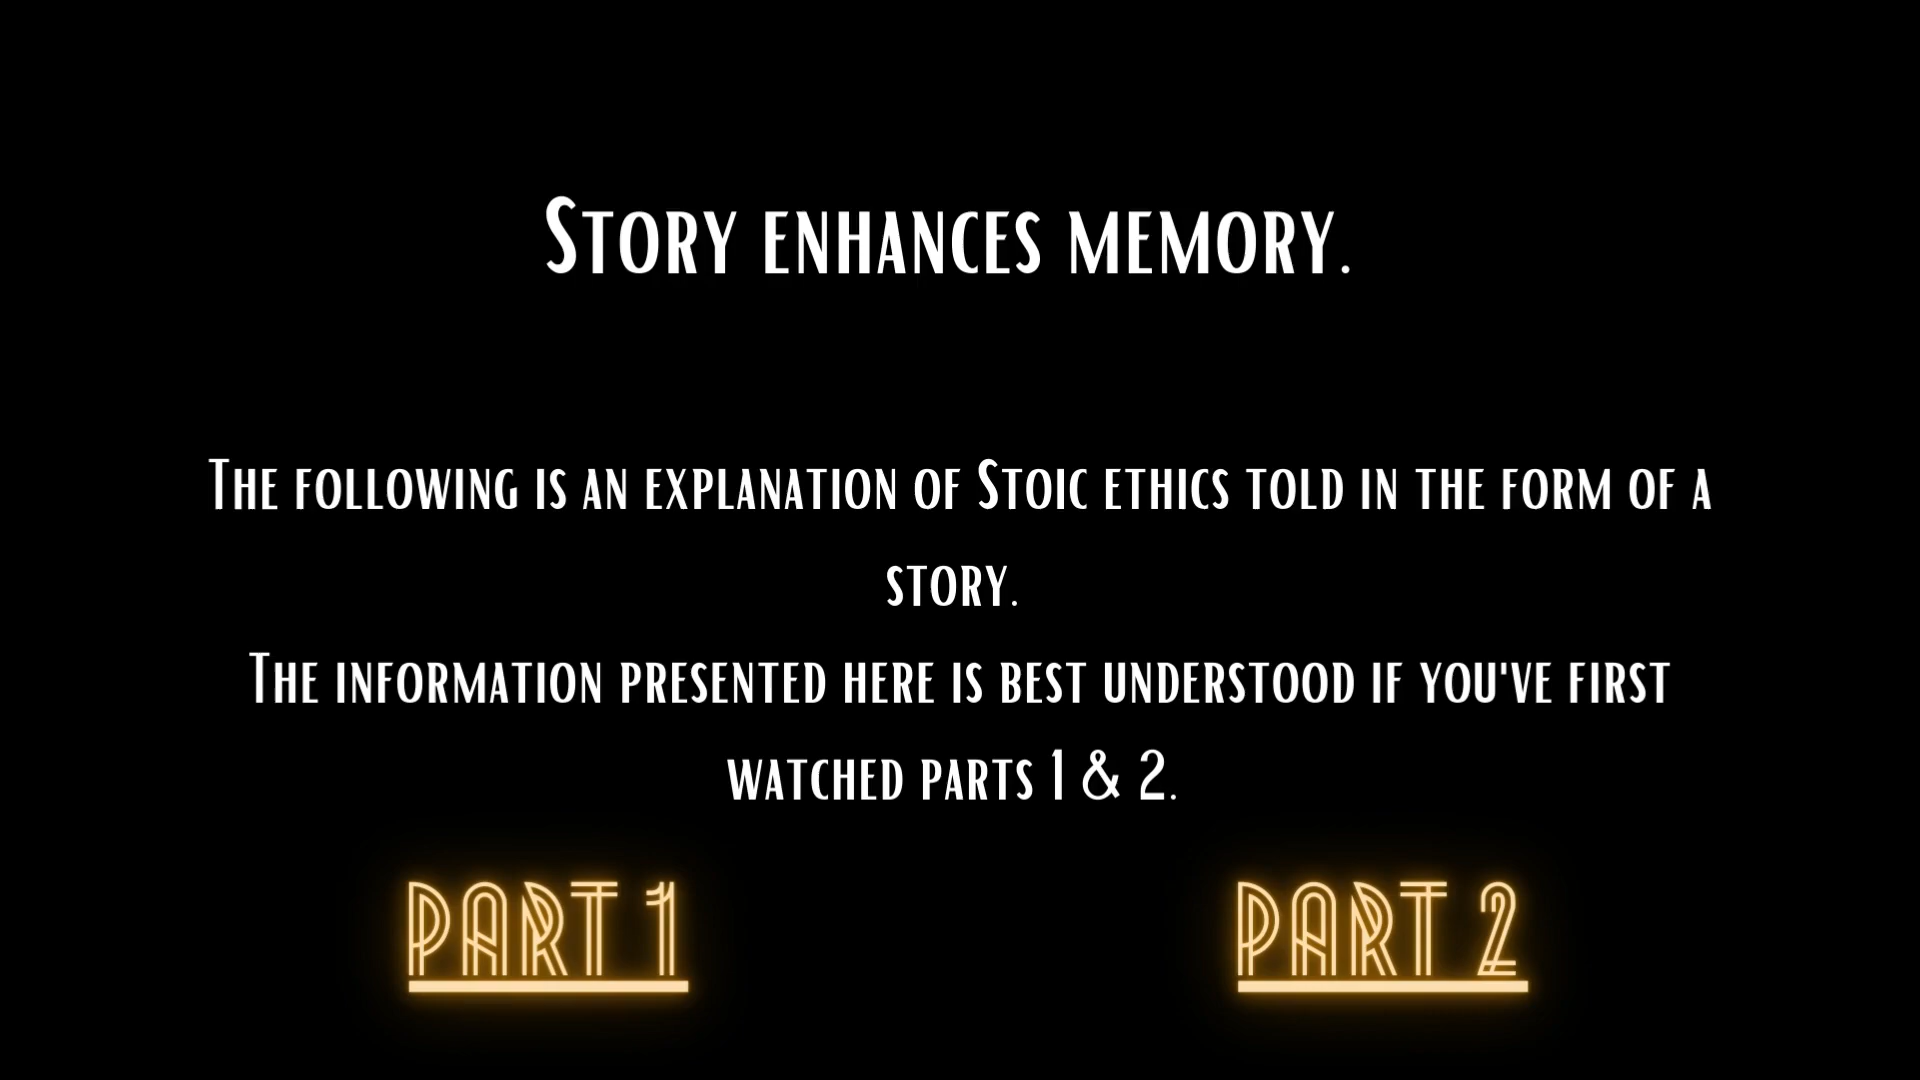 Story enhances memory.
The following is an explanation of Stoic ethics told in the form of a
story.
The information presented here is best understood if you've first
watched parts 1 & 2.
PART 1
PART 2